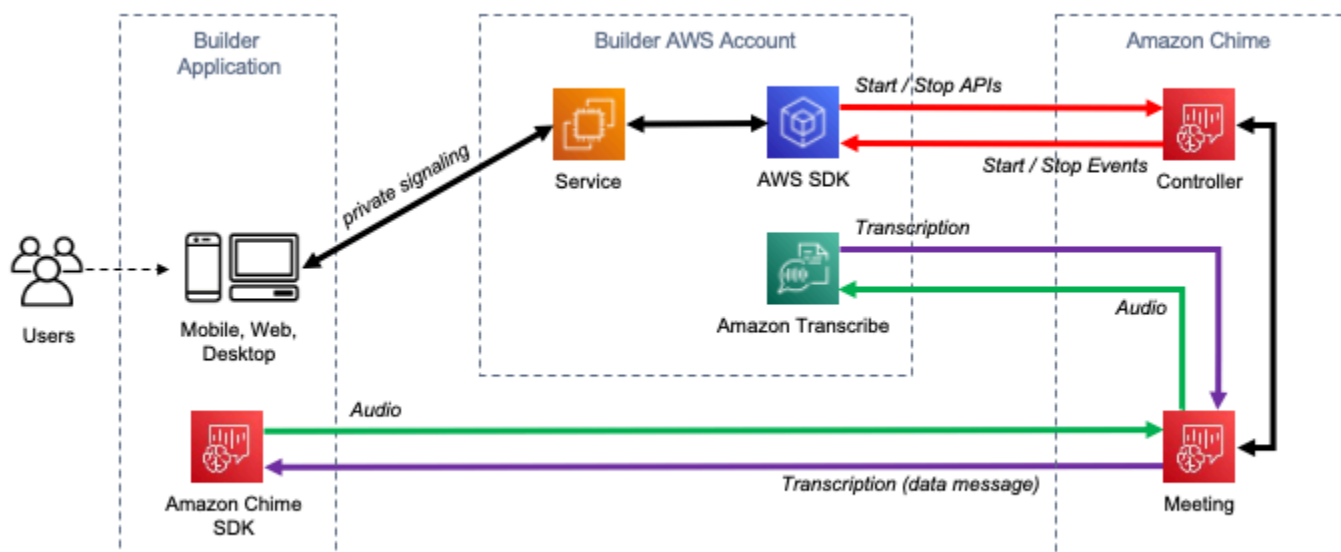 Builder
Application
Builder AWS Account
Amazon Chime
Start / Stop APIs
private signaling
Service
AWS SDK
Start / Stop Events
Controller
Transcription
Users
Mobile, Web,
Desktop
Amazon Transcribe
Audio
Audio
Amazon Chime
SDK
Transcription (data message)
Meeting